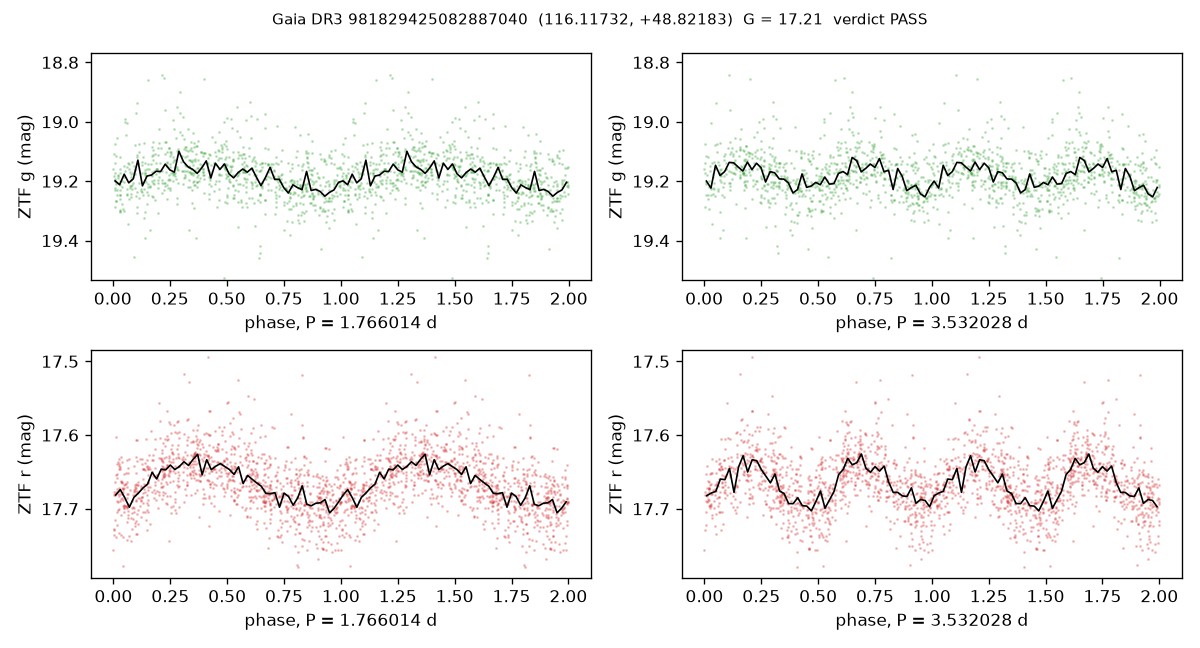 Gaia DR3 981829425082887040  (116.11732, +48.82183)  G = 17.21  verdict PASS
18.8
19.0
19.2
19.4
ZTF g (mag)
0.00 0.25 0.50 0.75 1.00 1.25 1.50 1.75 2.00
phase, P = 1.766014 d
18.8
19.0
19.2
19.4
ZTF g (mag)
0.00 0.25 0.50 0.75 1.00 1.25 1.50 1.75 2.00
phase, P = 3.532028 d
17.5
17.6
17.7
ZTF r (mag)
0.00 0.25 0.50 0.75 1.00 1.25 1.50 1.75 2.00
phase, P = 1.766014 d
17.5
17.6
17.7
ZTF r (mag)
0.00 0.25 0.50 0.75 1.00 1.25 1.50 1.75 2.00
phase, P = 3.532028 d